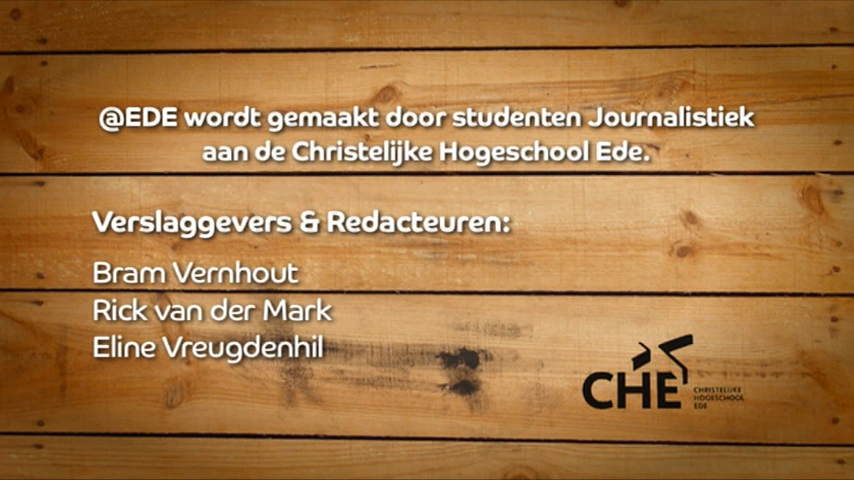 @EDE wordt gemaakt door studenten Journalistiek
aan de Christelijke Hogeschool Ede.
Verslaggevers & Redacteuren:
Bram Vernhout
Rick van der Mark
Eline Vreugdenhil
CHE
CHRISTELIJKE
HOGESCHOOL
EDE